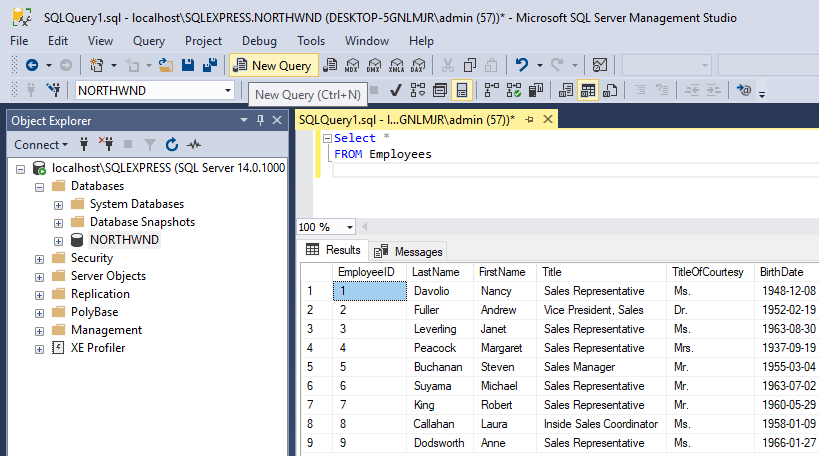 SQLQuery1.sql - localhost\SQLEXPRESS.NORTHWND (DESKTOP-5GNLMJR\admin (57))* - Microsoft SQL Server Management Studio
File Edit View Query Project Debug Tools Window Help
New Query MDX DMX XMLA DAX
NORTHWND
New Query (Ctrl+N)
Object Explorer
SQLQuery1.sql - l...GNLMJR\admin (57))*
Connect
Select *
FROM Employees
localhost\SQLEXPRESS (SQL Server 14.0.1000
Databases
System Databases
Database Snapshots
NORTHWND
Security
Server Objects
Replication
PolyBase
Management
XE Profiler
100 %
Results Messages
EmployeeID LastName FirstName Title TitleOfCourtesy BirthDate
1 1 Davolio Nancy Sales Representative Ms. 1948-12-08
2 2 Fuller Andrew Vice President, Sales Dr. 1952-02-19
3 3 Leverling Janet Sales Representative Ms. 1963-08-30
4 4 Peacock Margaret Sales Representative Mrs. 1937-09-19
5 5 Buchanan Steven Sales Manager Mr. 1955-03-04
6 6 Suyama Michael Sales Representative Mr. 1963-07-02
7 7 King Robert Sales Representative Mr. 1960-05-29
8 8 Callahan Laura Inside Sales Coordinator Ms. 1958-01-09
9 9 Dodsworth Anne Sales Representative Ms. 1966-01-27